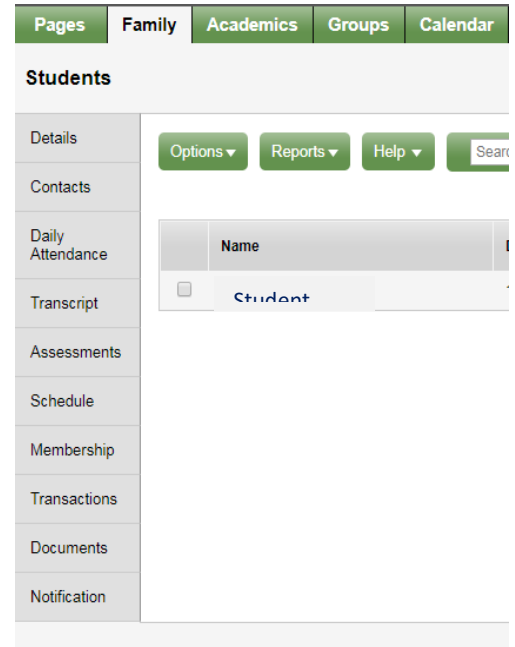 Pages Family Academics Groups Calendar
Students
Details
Options Reports Help
Contacts
Daily
Attendance
Name
Transcript
Student
Assessments
Schedule
Membership
Transactions
Documents
Notification